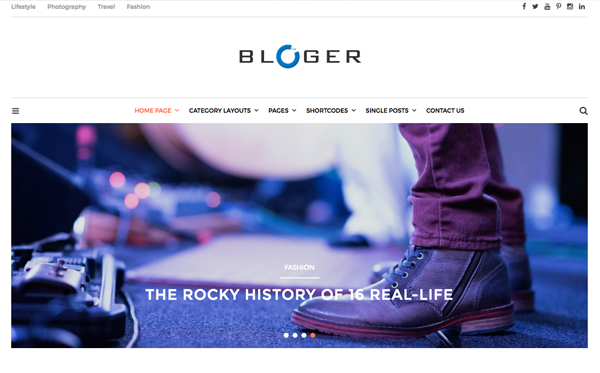 Lifestyle Photography Travel Fashion
BLOGER
HOME PAGE CATEGORY LAYOUTS PAGES SHORTCODES SINGLE POSTS CONTACT US
FASHION
THE ROCKY HISTORY OF 16 REAL-LIFE